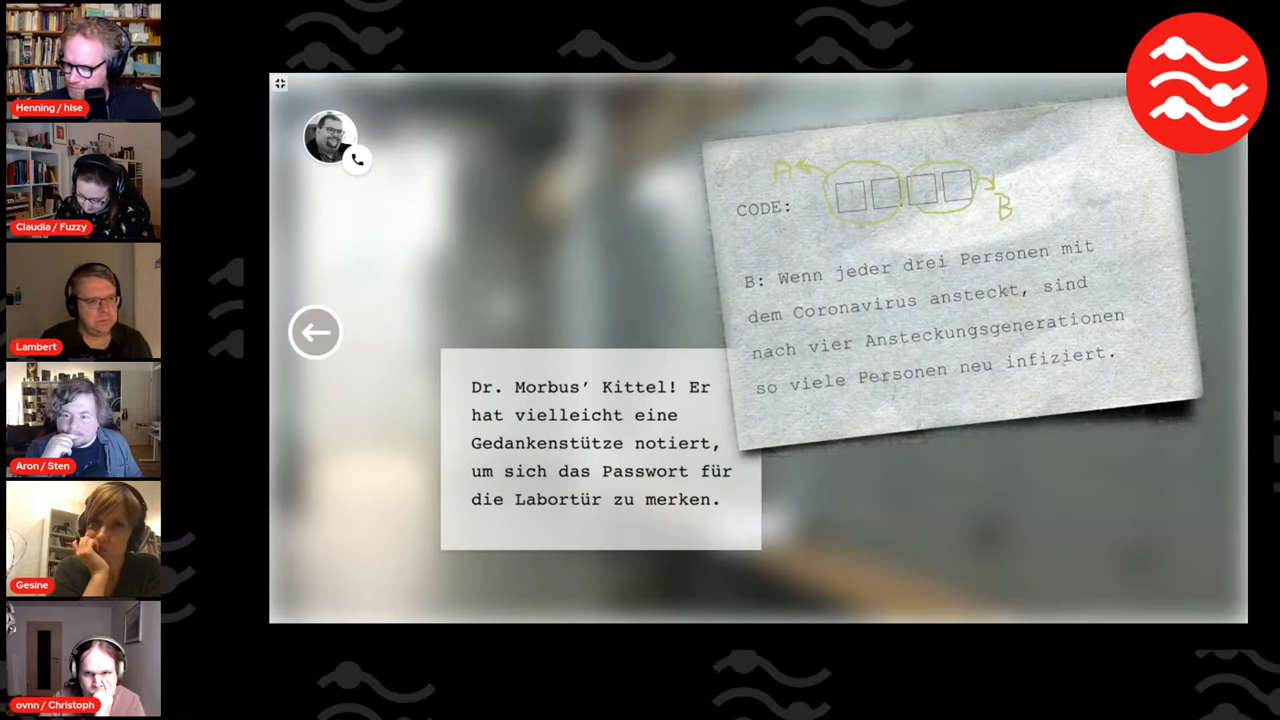 Henning / hise
Claudia / Fuzzy
Lambert
Aron / Sten
Gesine
ovnn / Christoph
A
B
CODE:
B: Wenn jeder drei Personen mit
dem Coronavirus ansteckt, sind
nach vier Ansteckungsgenerationen
so viele Personen neu infiziert.
Dr. Morbus’ Kittel! Er
hat vielleicht eine
Gedankenstütze notiert,
um sich das Passwort für
die Labortür zu merken.